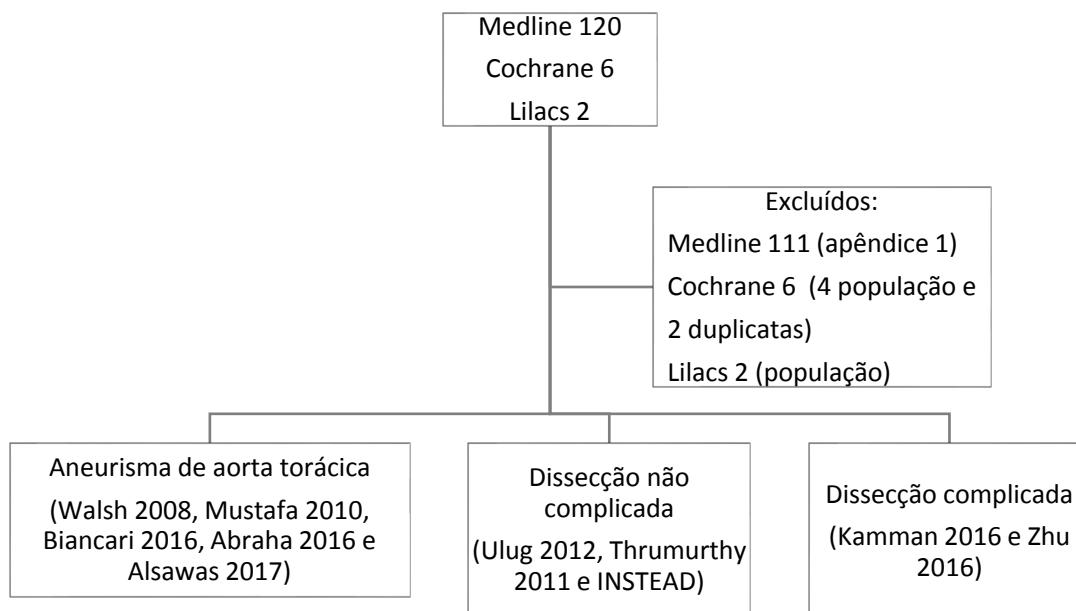 Medline 120
Cochrane 6
Lilacs 2
Excluídos:
Medline 111 (apêndice 1)
Cochrane 6 (4 população e
2 duplicatas)
Lilacs 2 (população)
Aneurisma de aorta torácica
(Walsh 2008, Mustafa 2010,
Biancari 2016, Abraha 2016 e
Alsawas 2017)
Dissecção não
complicada
(Ulug 2012, Thrumurthy
2011 e INSTEAD)
Dissecção complicada
(Kamman 2016 e Zhu
2016)